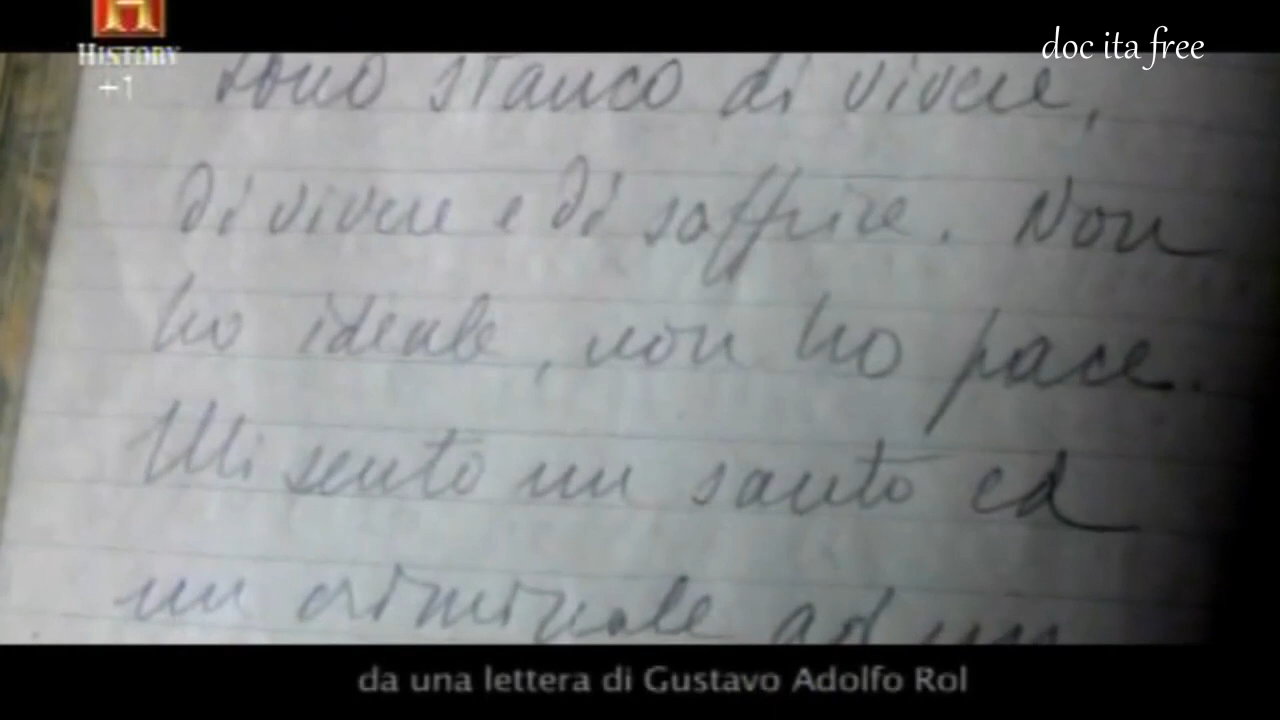 HISTORY
+1
doc ita free
sono stanco di vivere,
di vivere e di soffrire. Non
ho ideale, non ho pace.
Mi sento un santo ed
un criminale ad un
da una lettera di Gustavo Adolfo Rol